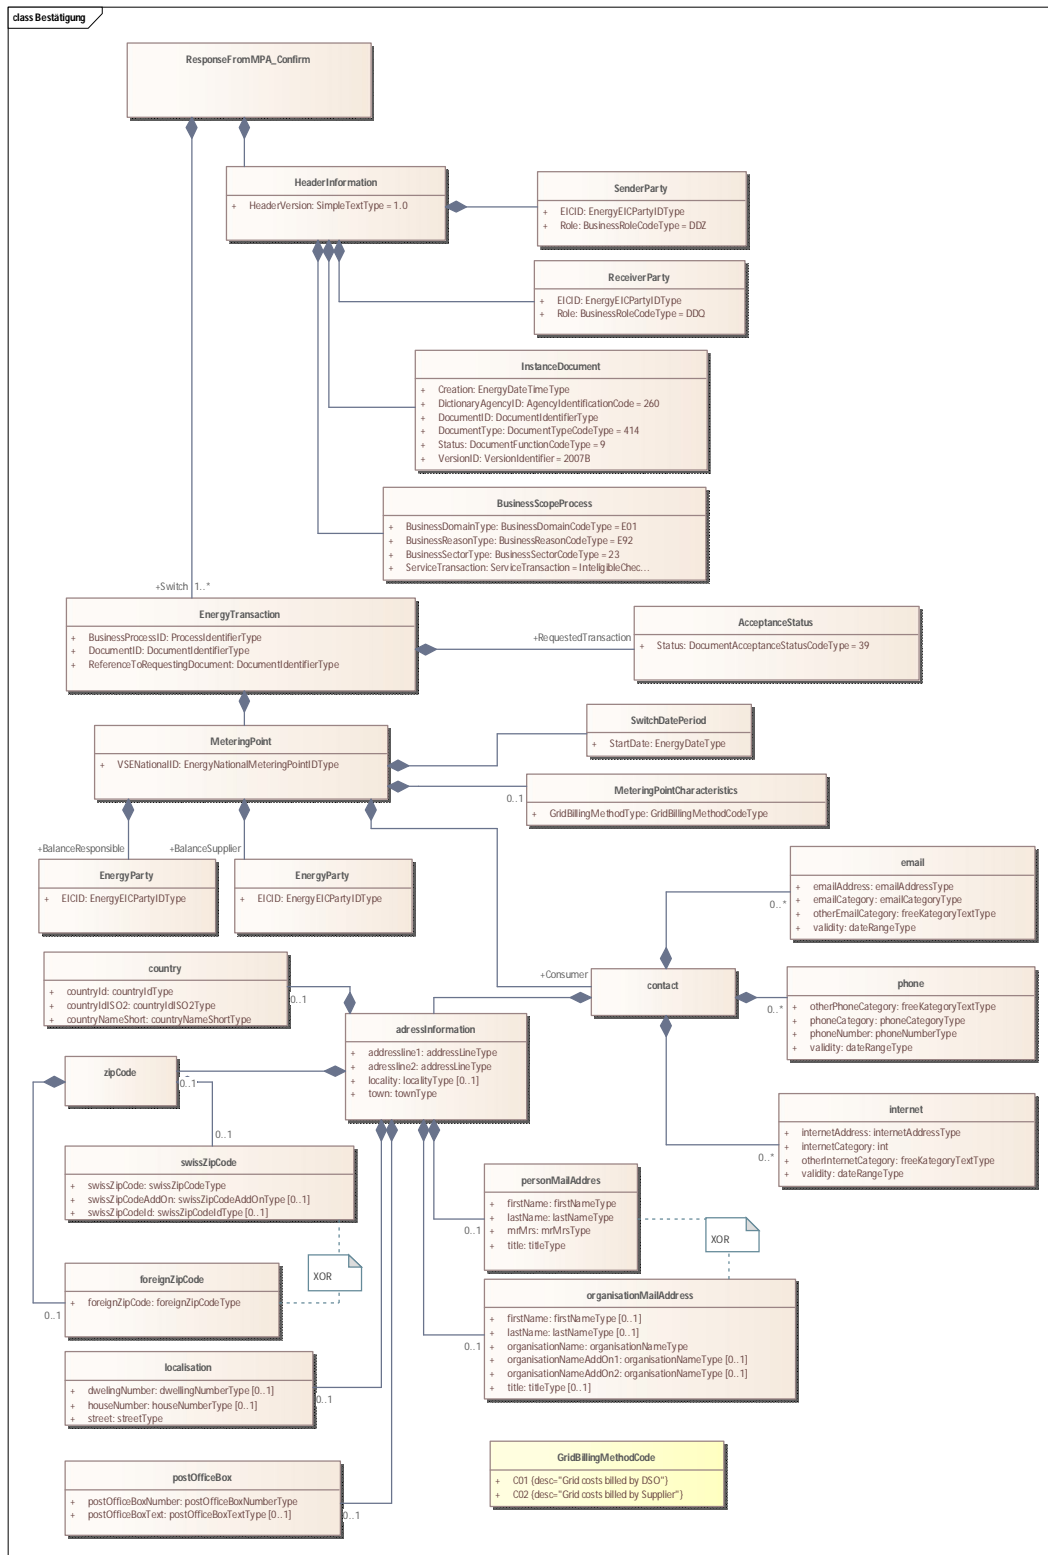 class Bestätigung
ResponseFromMPA_Confirm
HeaderInformation
+ HeaderVersion: SimpleTextType = 1.0
SenderParty
+ EICID: EnergyEICPartyIDType
+ Role: BusinessRoleCodeType = DDZ
ReceiverParty
+ EICID: EnergyEICPartyIDType
+ Role: BusinessRoleCodeType = DDQ
InstanceDocument
+ Creation: EnergyDateTimeType
+ DictionaryAgencyID: AgencyIdentificationCode = 260
+ DocumentID: DocumentIdentifierType
+ DocumentType: DocumentTypeCodeType = 414
+ Status: DocumentFunctionCodeType = 9
+ VersionID: VersionIdentifier = 2007B
BusinessScopeProcess
+ BusinessDomainType: BusinessDomainCodeType = E01
+ BusinessReasonType: BusinessReasonCodeType = E92
+ BusinessSectorType: BusinessSectorCodeType = 23
+ ServiceTransaction: ServiceTransaction = InteligibleChec...
+Switch 1..*
EnergyTransaction
+ BusinessProcessID: ProcessIdentifierType
+ DocumentID: DocumentIdentifierType
+ ReferenceToRequestingDocument: DocumentIdentifierType
+RequestedTransaction
AcceptanceStatus
+ Status: DocumentAcceptanceStatusCodeType = 39
MeteringPoint
+ VSENationalID: EnergyNationalMeteringPointIDType
SwitchDatePeriod
+ StartDate: EnergyDateType
0..1
MeteringPointCharacteristics
+ GridBillingMethodType: GridBillingMethodCodeType
+BalanceResponsible
+BalanceSupplier
EnergyParty
+ EICID: EnergyEICPartyIDType
EnergyParty
+ EICID: EnergyEICPartyIDType
email
+ emailAddress: emailAddressType
+ emailCategory: emailCategoryType
+ otherEmailCategory: freeKategoryTextType
+ validity: dateRangeType
0..*
country
+ countryId: countryIdType
+ countryIdISO2: countryIdISO2Type
+ countryNameShort: countryNameShortType
0..1
+Consumer
contact
phone
+ otherPhoneCategory: freeKategoryTextType
+ phoneCategory: phoneCategoryType
+ phoneNumber: phoneNumberType
+ validity: dateRangeType
0..*
adressInformation
+ addressline1: addressLineType
+ adressline2: addressLineType
+ locality: localityType [0..1]
+ town: townType
zipCode
0..1
0..1
internet
+ internetAddress: internetAddressType
+ internetCategory: int
+ otherInternetCategory: freeKategoryTextType
+ validity: dateRangeType
0..*
swissZipCode
+ swissZipCode: swissZipCodeType
+ swissZipCodeAddOn: swissZipCodeAddOnType [0..1]
+ swissZipCodeId: swissZipCodeIdType [0..1]
personMailAddres
+ firstName: firstNameType
+ lastName: lastNameType
+ mrMrs: mrMrsType
+ title: titleType
0..1
XOR
XOR
foreignZipCode
+ foreignZipCode: foreignZipCodeType
0..1
organisationMailAddress
+ firstName: firstNameType [0..1]
+ lastName: lastNameType [0..1]
+ organisationName: organisationNameType
+ organisationNameAddOn1: organisationNameType [0..1]
+ organisationNameAddOn2: organisationNameType [0..1]
+ title: titleType [0..1]
0..1
localisation
+ dwelingNumber: dwellingNumberType [0..1]
+ houseNumber: houseNumberType [0..1]
+ street: streetType
0..1
GridBillingMethodCode
+ C01 {desc="Grid costs billed by DSO"}
+ C02 {desc="Grid costs billed by Supplier"}
postOfficeBox
+ postOfficeBoxNumber: postOfficeBoxNumberType
+ postOfficeBoxText: postOfficeBoxTextType [0..1]
0..1